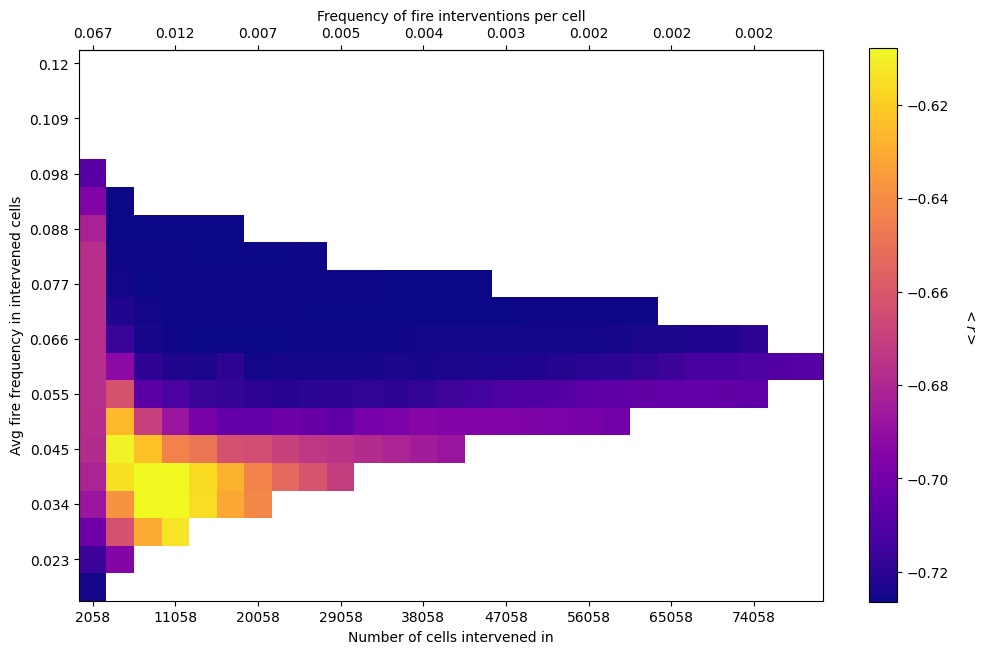 Frequency of fire interventions per cell
0.067 0.012 0.007 0.005 0.004 0.003 0.002 0.002 0.002
Avg fire frequency in intervened cells
0.12
0.109
0.098
0.088
0.077
0.066
0.055
0.045
0.034
0.023
2058 11058 20058 29058 38058 47058 56058 65058 74058
Number of cells intervened in
−0.62
−0.64
−0.66
−0.68
−0.70
−0.72
< r >